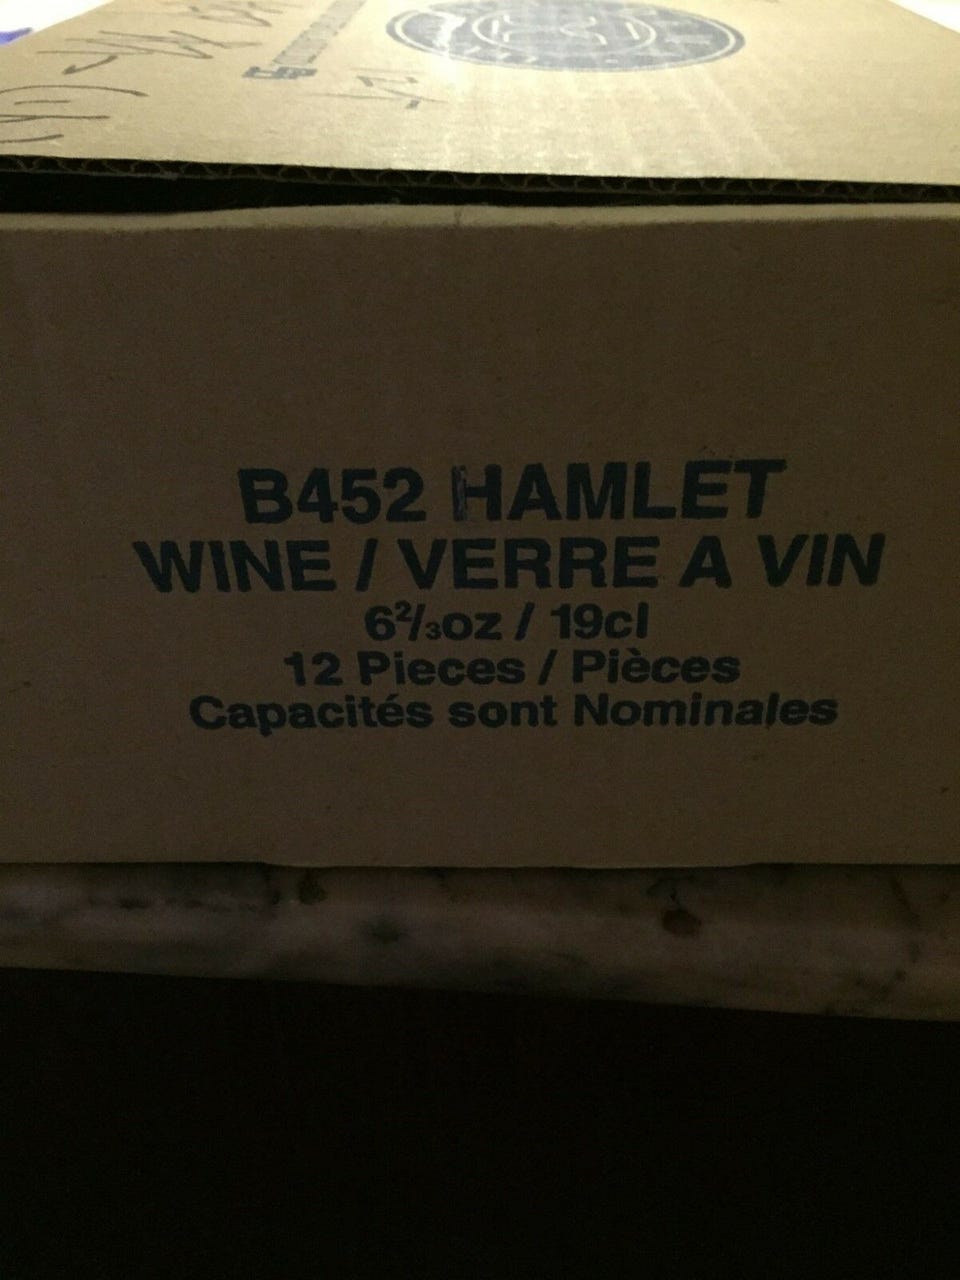 B452 HAMLET
WINE / VERRE A VIN
6⅔oz / 19cl
12 Pieces / Pièces
Capacités sont Nominales